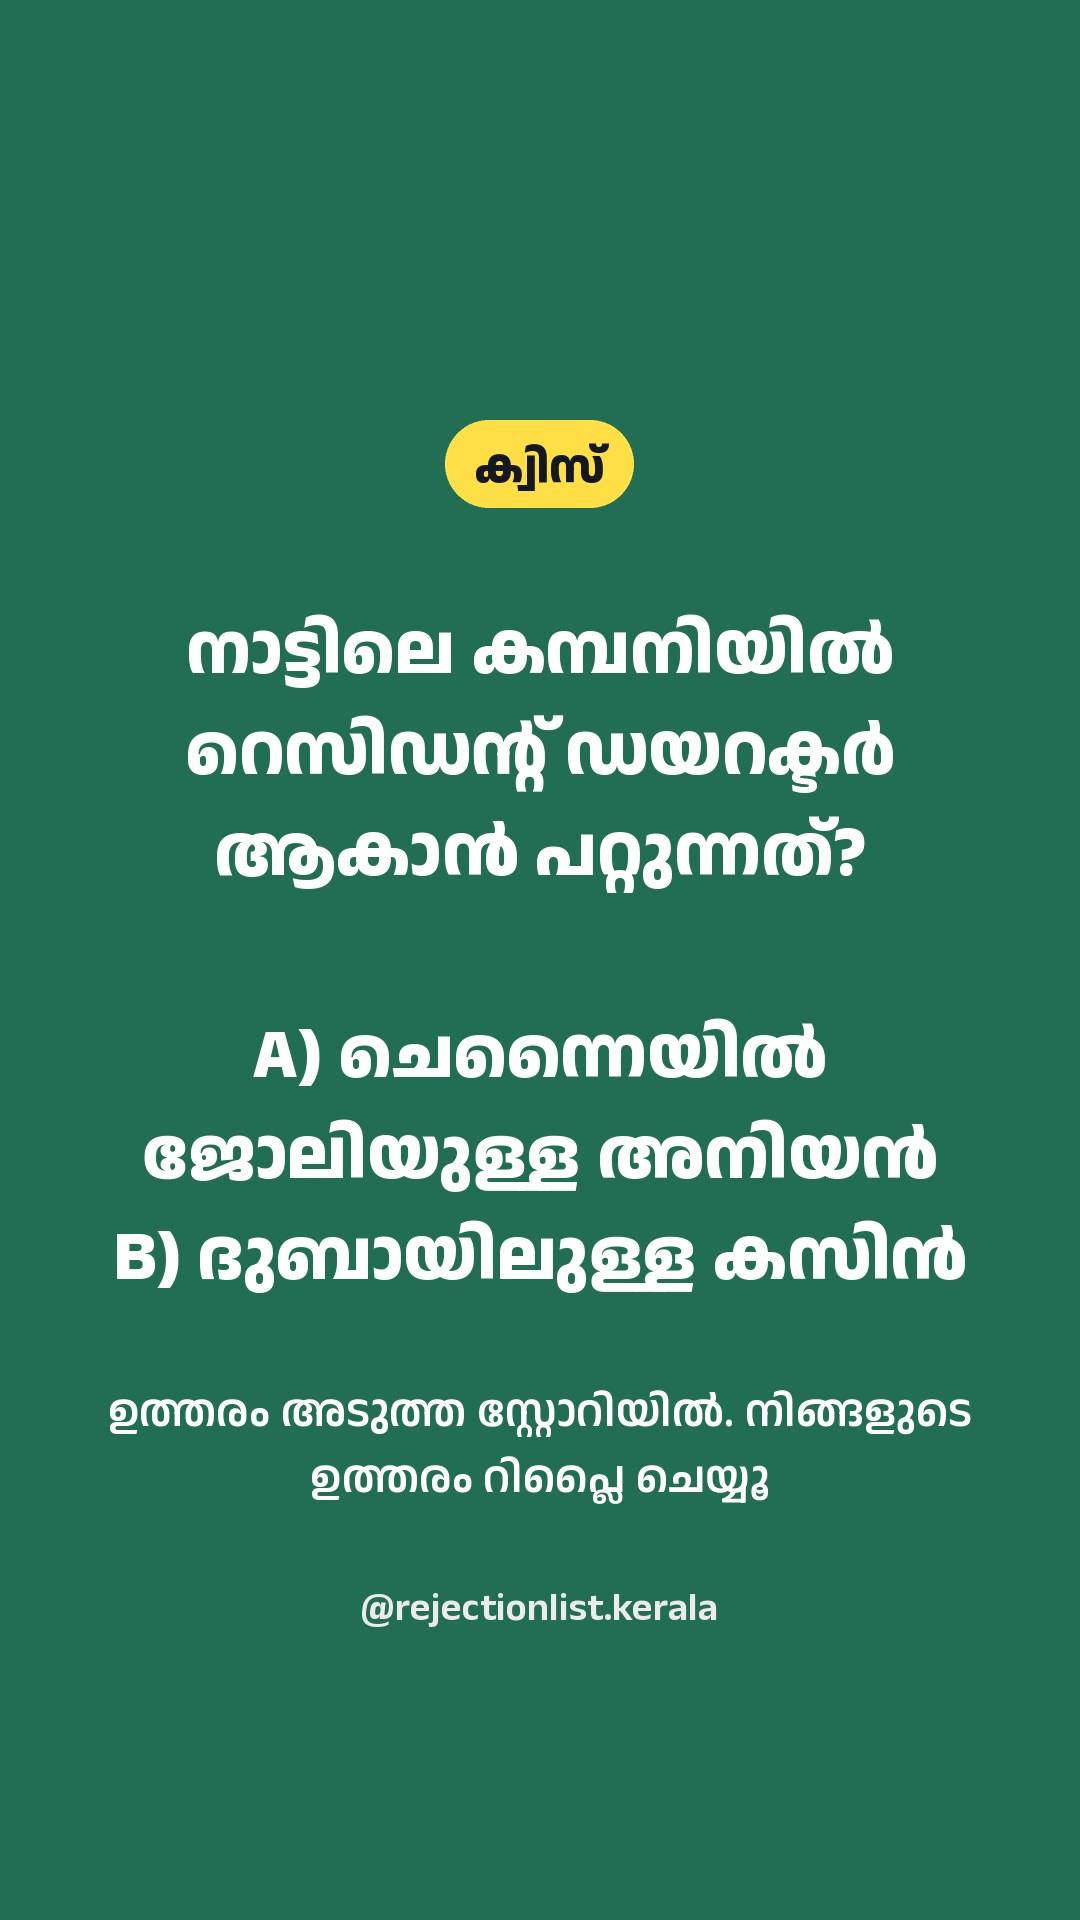 ക്വിസ്
നാട്ടിലെ കമ്പനിയിൽ
റെസിഡന്റ് ഡയറക്ടർ
ആകാൻ പറ്റുന്നത്?
A) ചെന്നൈയിൽ
ജോലിയുള്ള അനിയൻ
B) ദുബായിലുള്ള കസിൻ
ഉത്തരം അടുത്ത സ്റ്റോറിയിൽ. നിങ്ങളുടെ
ഉത്തരം റിപ്ലൈ ചെയ്യൂ
@rejectionlist.kerala